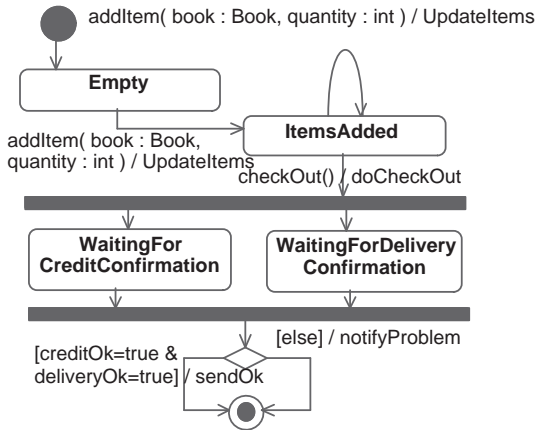 addItem( book : Book, quantity : int ) / UpdateItems
Empty
ItemsAdded
addItem( book : Book,
quantity : int ) / UpdateItems
checkOut() / doCheckOut
WaitingFor
CreditConfirmation
WaitingForDelivery
Confirmation
[else] / notifyProblem
[creditOk=true &
deliveryOk=true] / sendOk